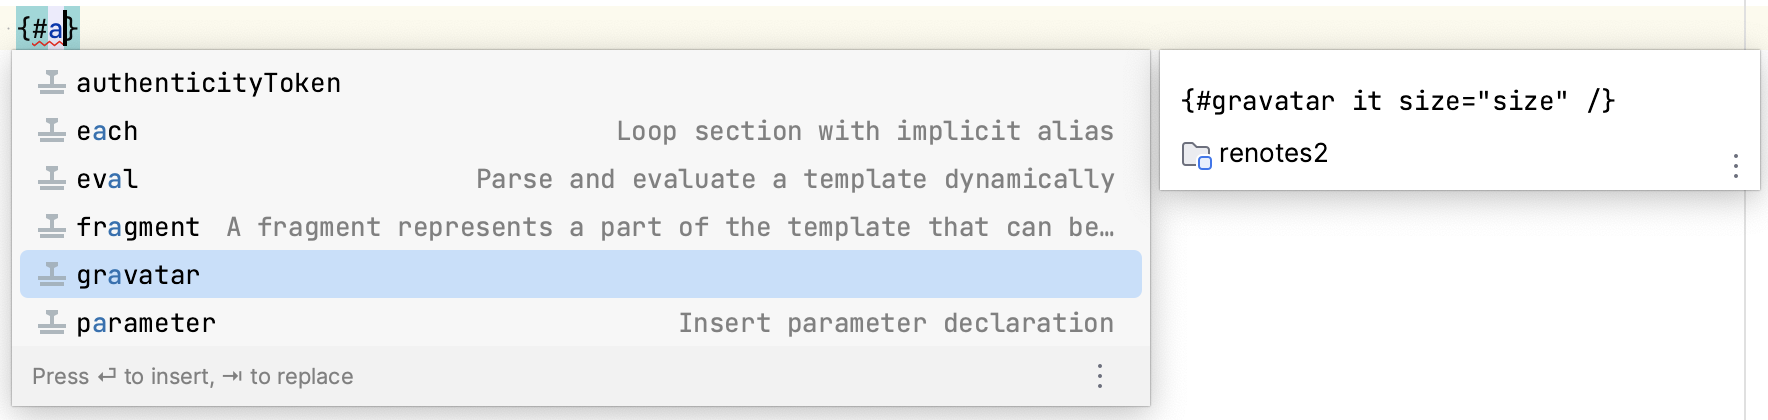 {#a}
authenticityToken
each Loop section with implicit alias
eval Parse and evaluate a template dynamically
fragment A fragment represents a part of the template that can be…
gravatar
parameter Insert parameter declaration
Press ⏎ to insert, ⇥ to replace
{#gravatar it size="size" /}
renotes2